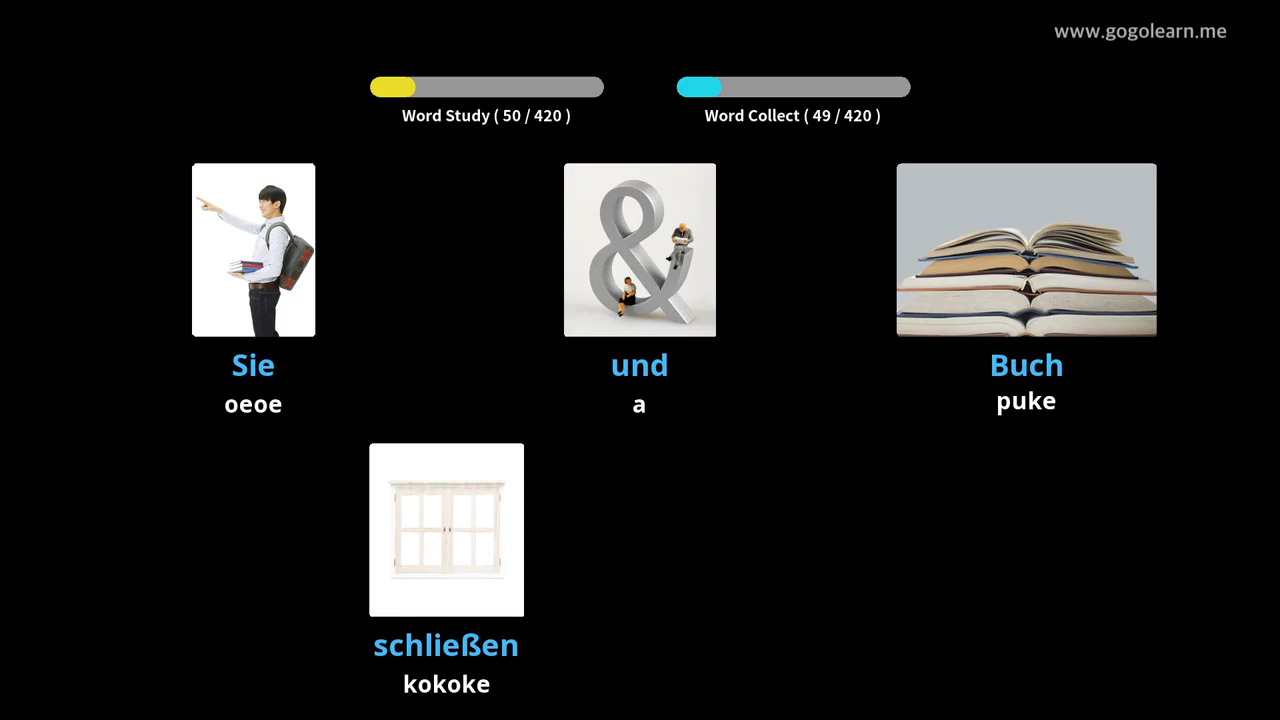 www.gogolearn.me
Word Study ( 50 / 420 )
Word Collect ( 49 / 420 )
Sie
oeoe
und
a
Buch
puke
schließen
kokoke